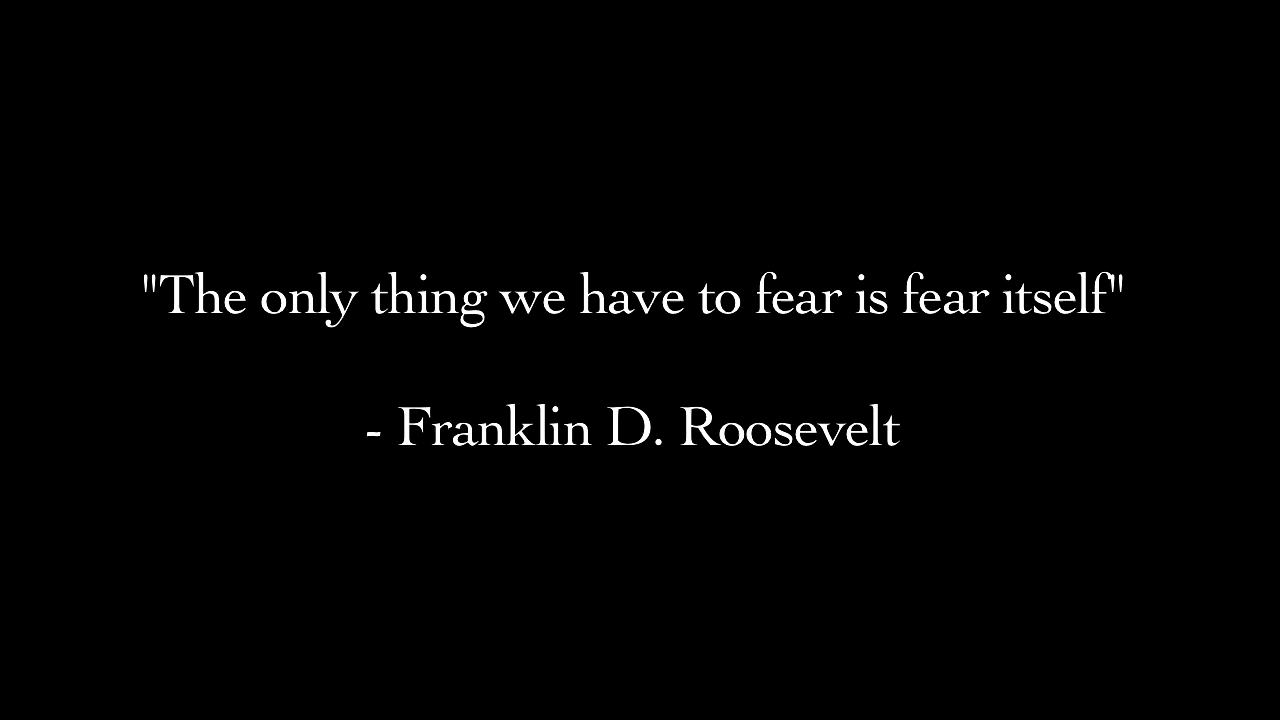 "The only thing we have to fear is fear itself"
- Franklin D. Roosevelt